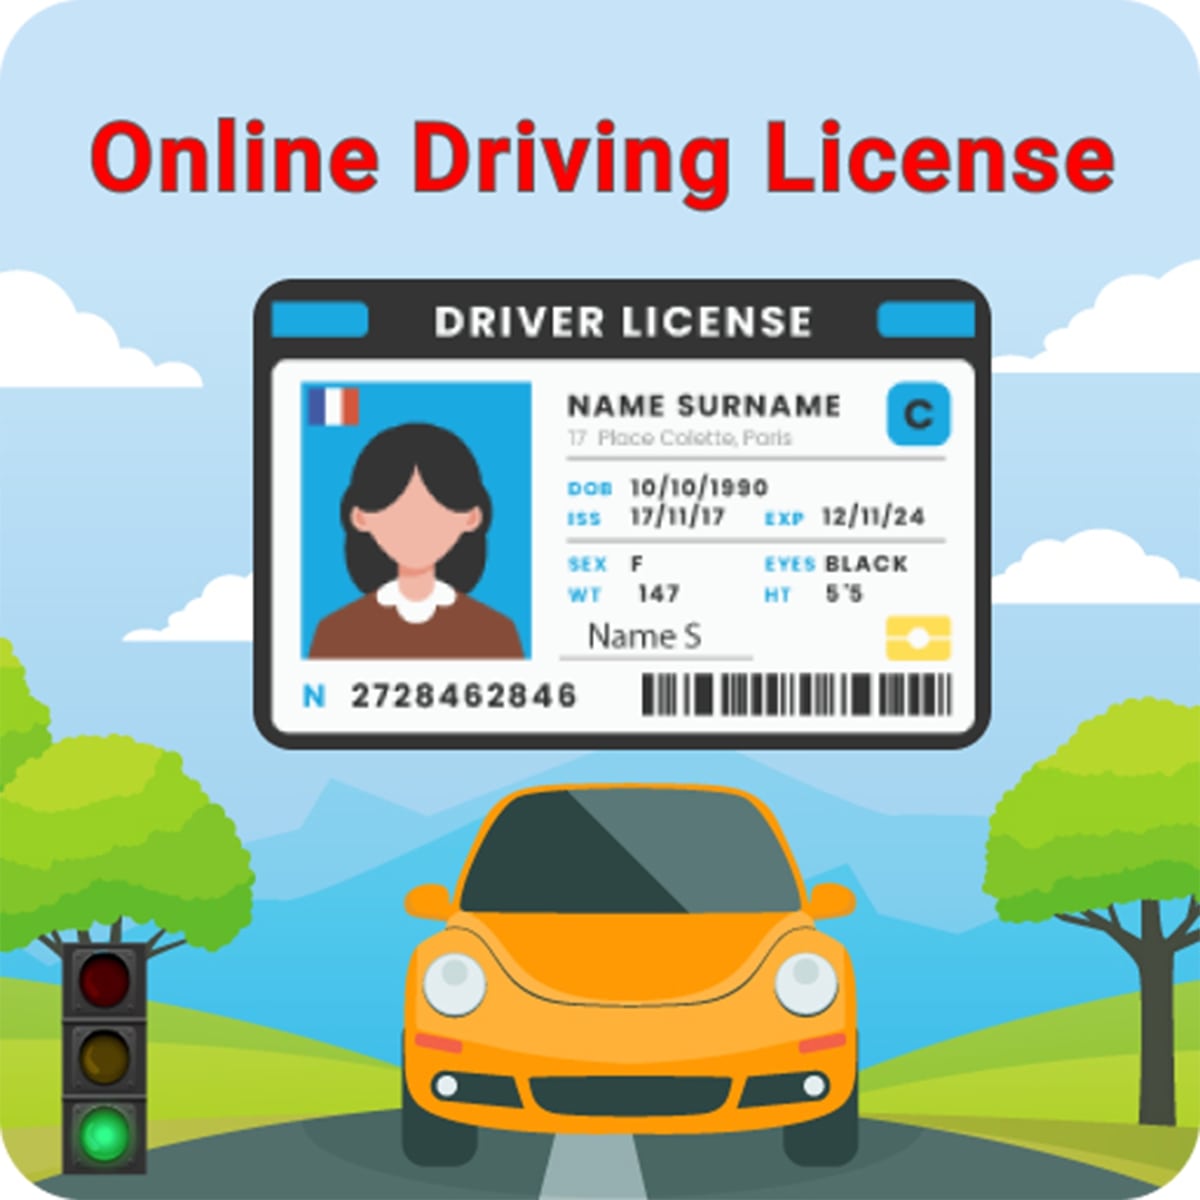 Online Driving License
DRIVER LICENSE
NAME SURNAME
C
17 Place Colette, Paris
DOB 10/10/1990
ISS 17/11/17 EXP 12/11/24
SEX F EYES BLACK
WT 147 HT 5'5
Name S
N 2728462846